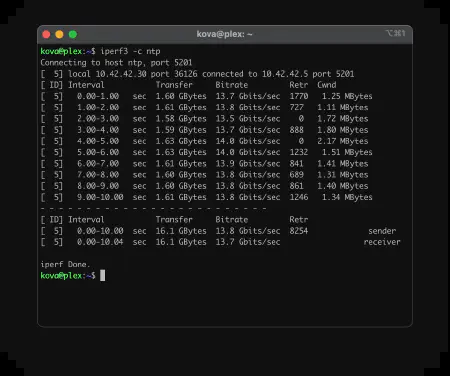 kova@plex: ~
⌥⌘1
kova@plex:~$ iperf3 -c ntp
Connecting to host ntp, port 5201
[  5] local 10.42.42.30 port 36126 connected to 10.42.42.5 port 5201
[ ID] Interval           Transfer     Bitrate         Retr  Cwnd
[  5]   0.00-1.00   sec  1.60 GBytes  13.7 Gbits/sec  1770   1.25 MBytes
[  5]   1.00-2.00   sec  1.61 GBytes  13.8 Gbits/sec  727   1.11 MBytes
[  5]   2.00-3.00   sec  1.58 GBytes  13.5 Gbits/sec    0   1.72 MBytes
[  5]   3.00-4.00   sec  1.59 GBytes  13.7 Gbits/sec  888   1.80 MBytes
[  5]   4.00-5.00   sec  1.63 GBytes  14.0 Gbits/sec    0   2.17 MBytes
[  5]   5.00-6.00   sec  1.63 GBytes  14.0 Gbits/sec  1232   1.51 MBytes
[  5]   6.00-7.00   sec  1.61 GBytes  13.9 Gbits/sec  841   1.41 MBytes
[  5]   7.00-8.00   sec  1.60 GBytes  13.8 Gbits/sec  689   1.31 MBytes
[  5]   8.00-9.00   sec  1.60 GBytes  13.8 Gbits/sec  861   1.40 MBytes
[  5]   9.00-10.00  sec  1.61 GBytes  13.8 Gbits/sec  1246   1.34 MBytes
- - - - - - - - - - - - - - - - - - - - - - - - -
[ ID] Interval           Transfer     Bitrate         Retr
[  5]   0.00-10.00  sec  16.1 GBytes  13.8 Gbits/sec  8254             sender
[  5]   0.00-10.04  sec  16.1 GBytes  13.7 Gbits/sec                  receiver
iperf Done.
kova@plex:~$